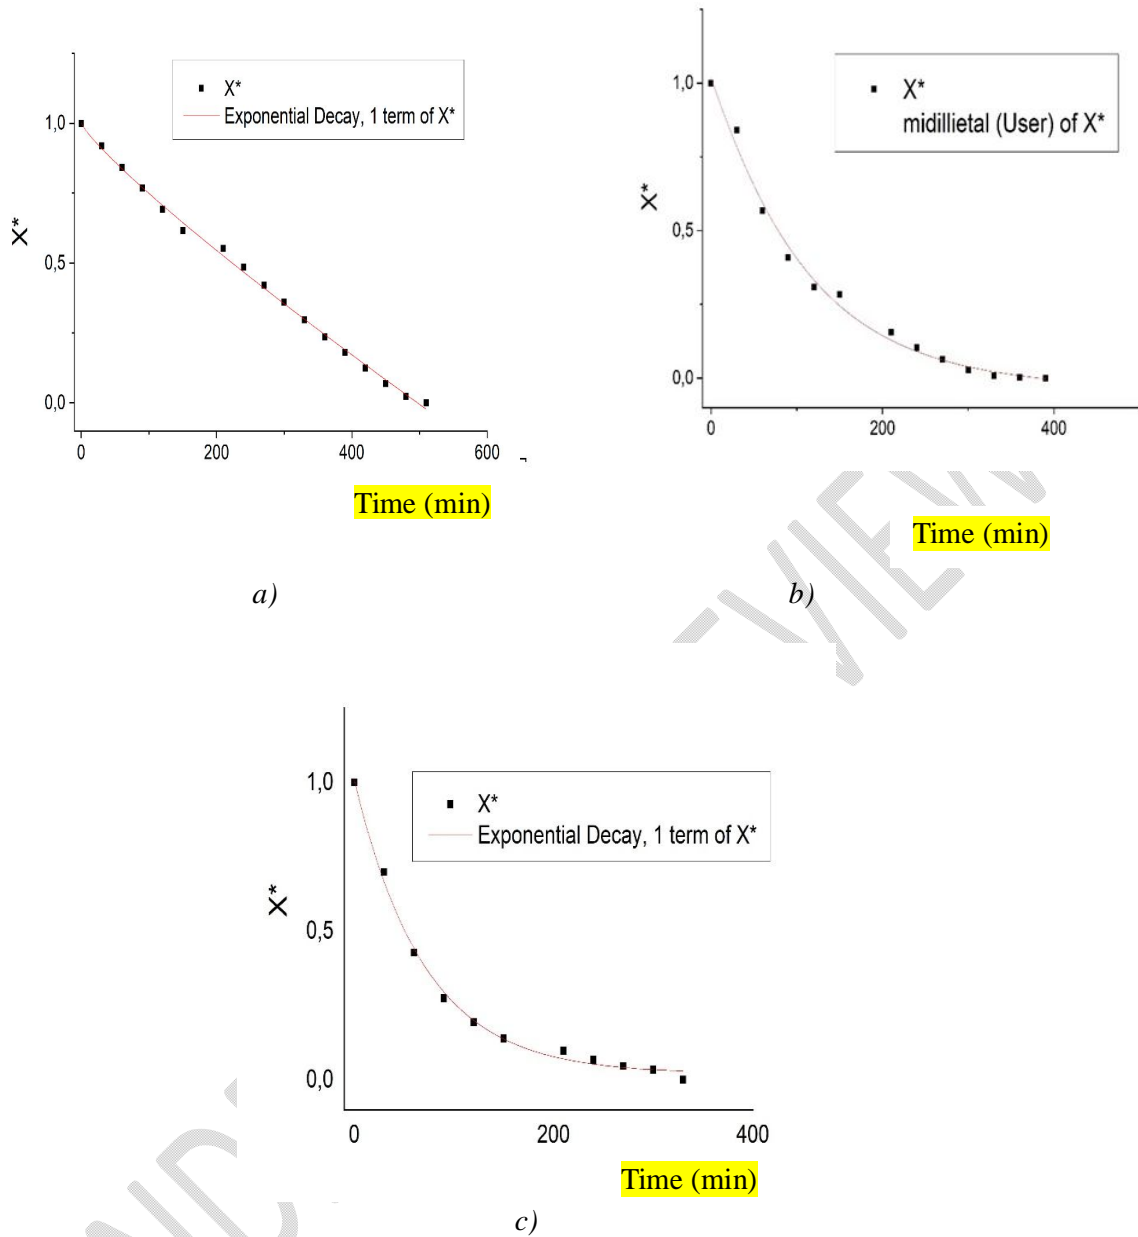 X*
Exponential Decay, 1 term of X*
1,0
0,5
0,0
X*
0
200
400
600
Time (min)
a)
X*
midillietal (User) of X*
1,0
0,5
0,0
X*
0
200
400
Time (min)
b)
X*
Exponential Decay, 1 term of X*
1,0
0,5
0,0
X*
0
200
400
Time (min)
c)